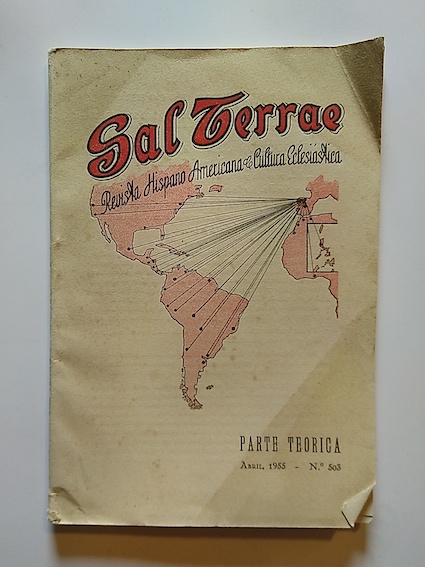 Sal Terrae
Revista Hispano Americana de Cultura Eclesiástica
PARTE TEORICA
Abril, 1955 - N.º 503